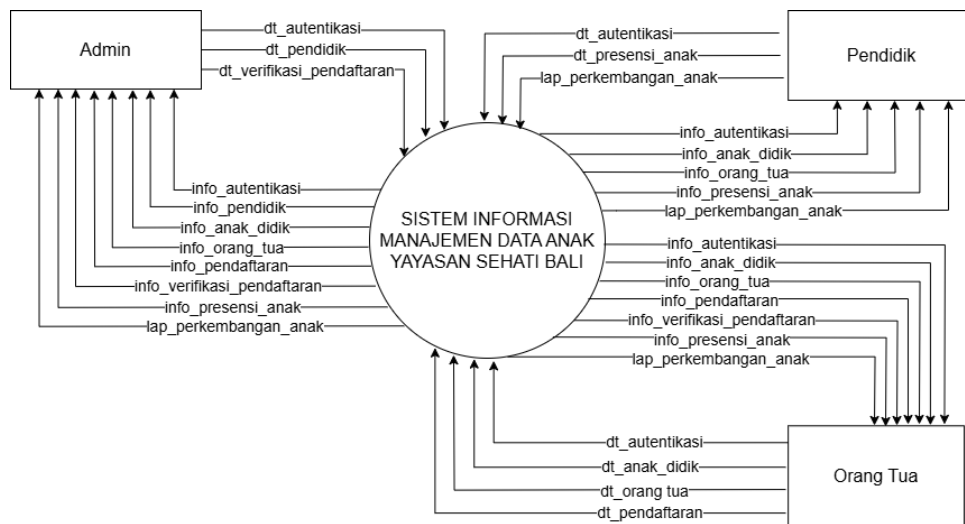 Admin
dt_autentikasi
dt_pendidik
dt_verifikasi_pendaftaran
dt_autentikasi
dt_presensi_anak
lap_perkembangan_anak
Pendidik
info_autentikasi
info_anak_didik
info_orang_tua
info_presensi_anak
lap_perkembangan_anak
info_autentikasi
info_pendidik
info_anak_didik
info_orang_tua
info_pendaftaran
info_verifikasi_pendaftaran
info_presensi_anak
lap_perkembangan_anak
SISTEM INFORMASI
MANAJEMEN DATA ANAK
YAYASAN SEHATI BALI
info_autentikasi
info_anak_didik
info_orang_tua
info_pendaftaran
info_verifikasi_pendaftaran
info_presensi_anak
lap_perkembangan_anak
dt_autentikasi
dt_anak_didik
dt_orang tua
dt_pendaftaran
Orang Tua